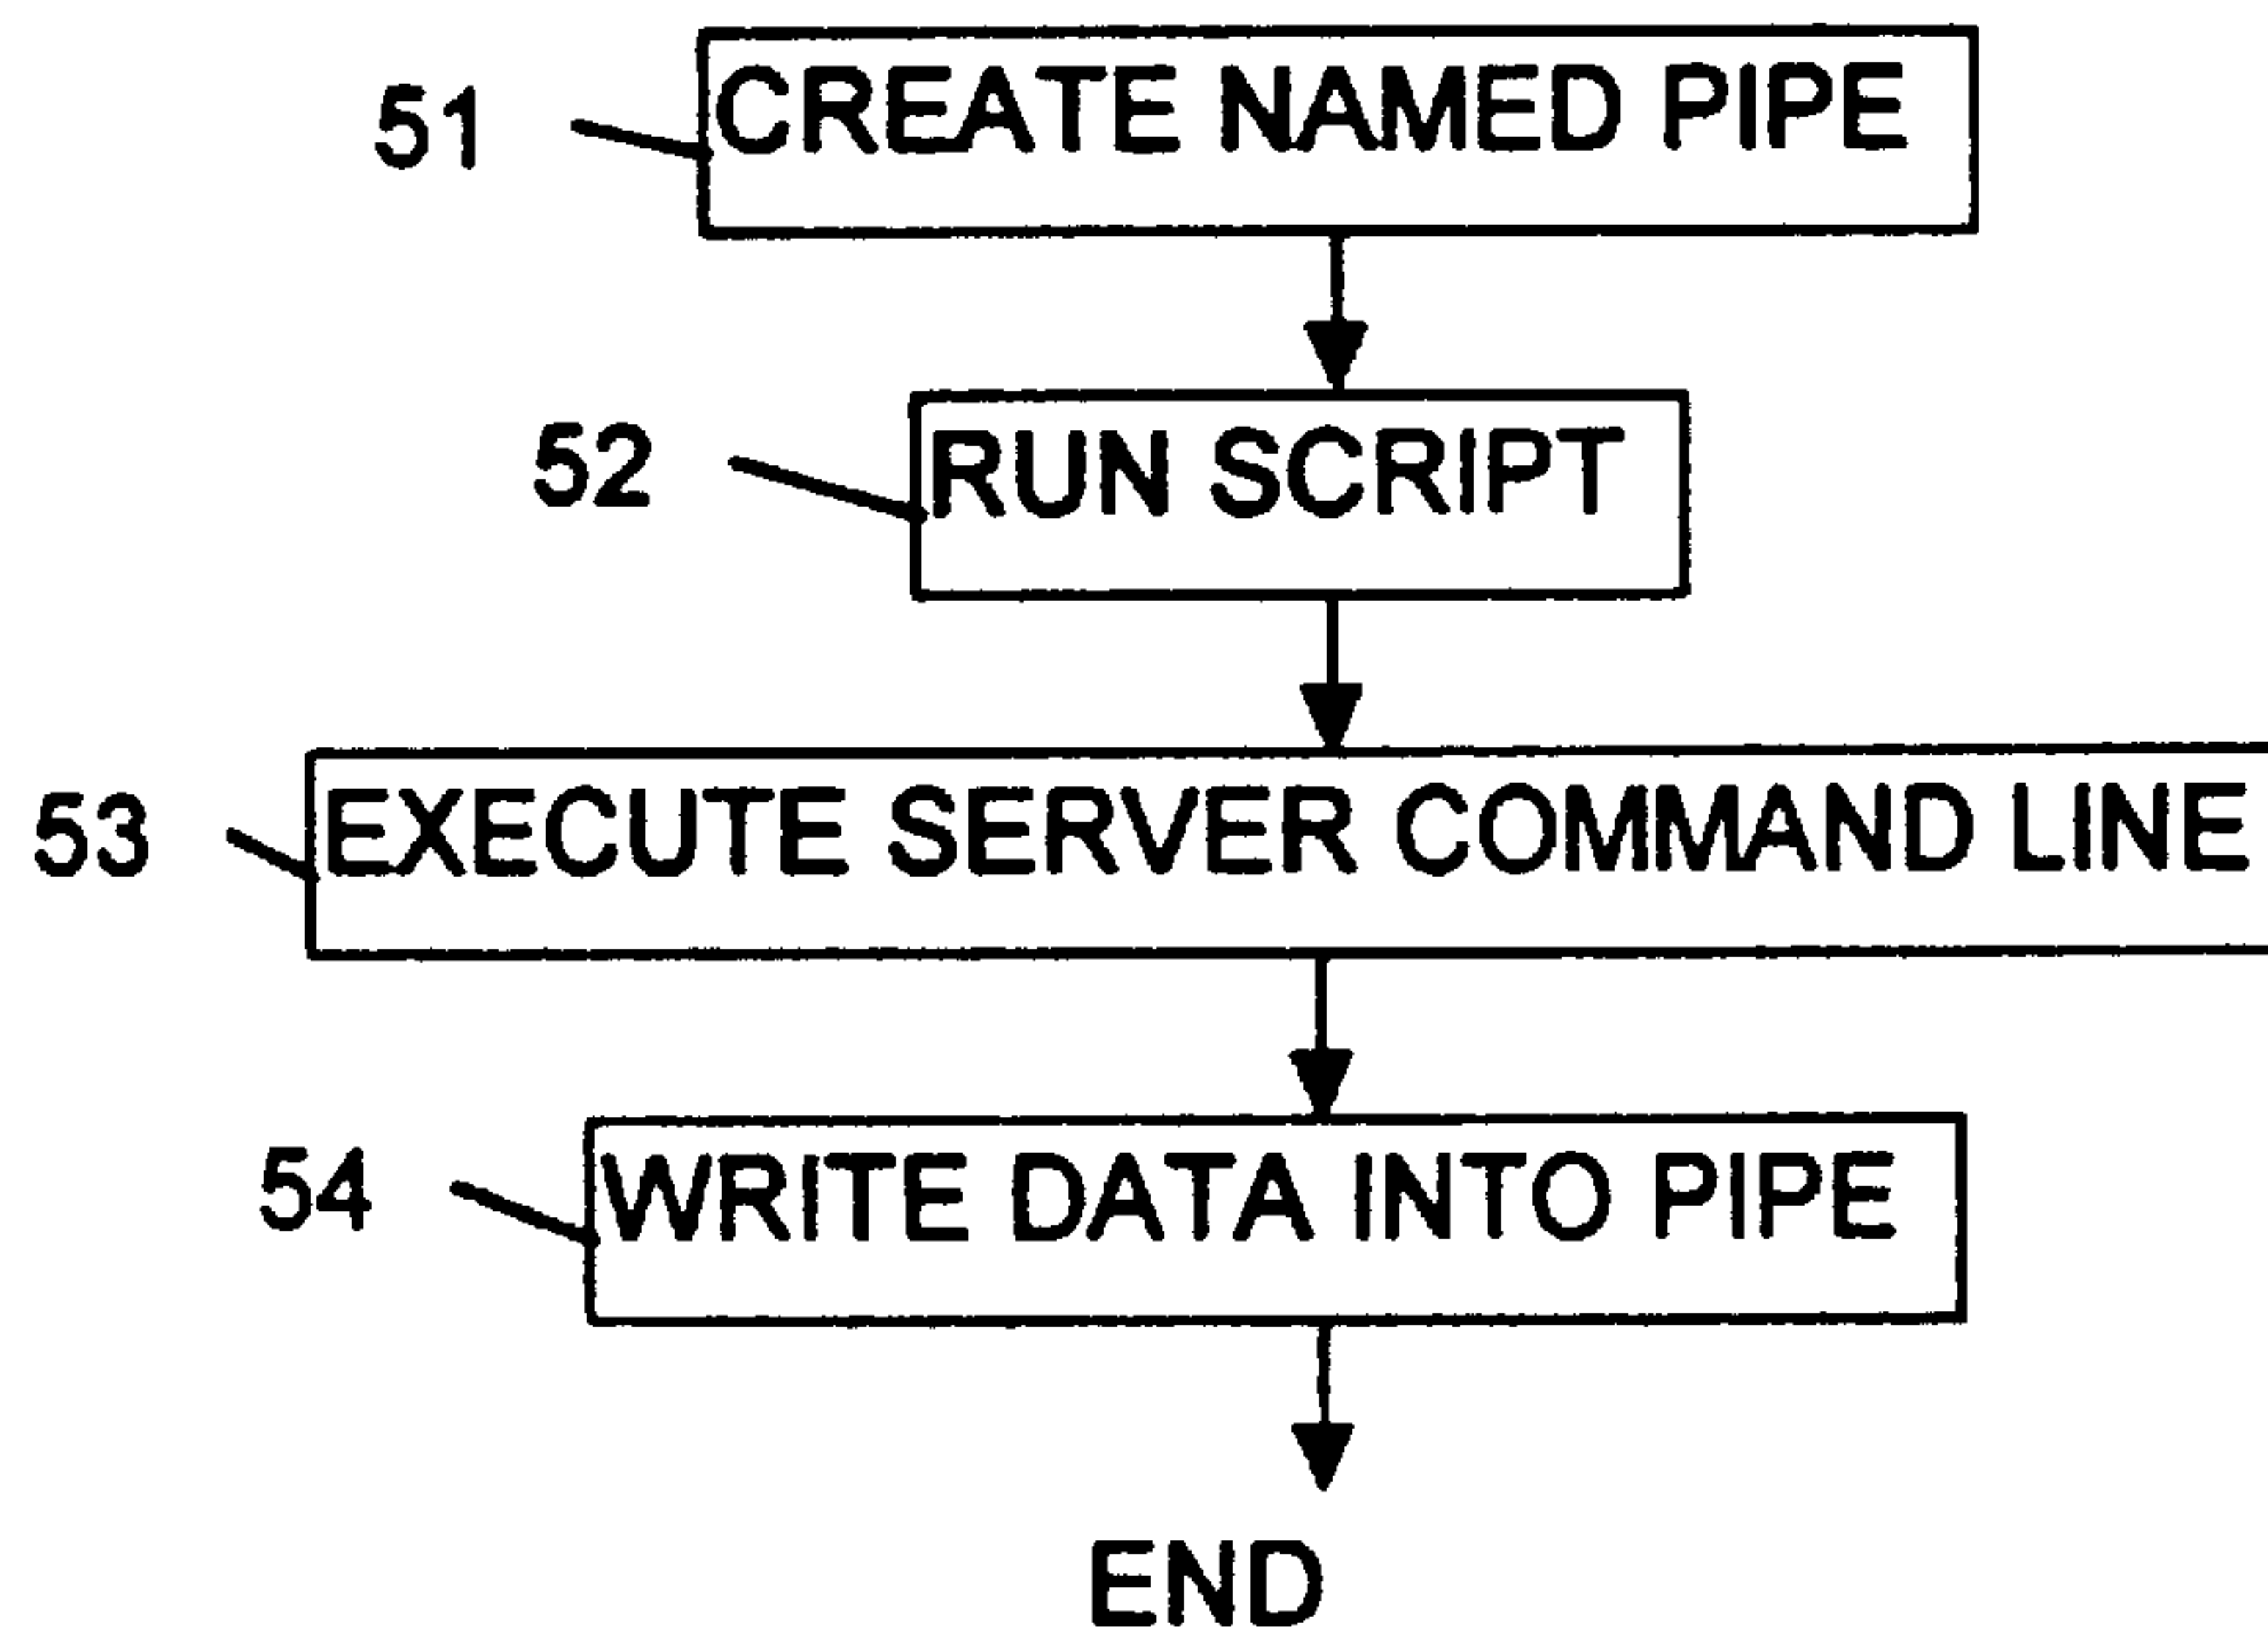 51 CREATE NAMED PIPE
52 RUN SCRIPT
53 EXECUTE SERVER COMMAND LINE
54 WRITE DATA INTO PIPE
END